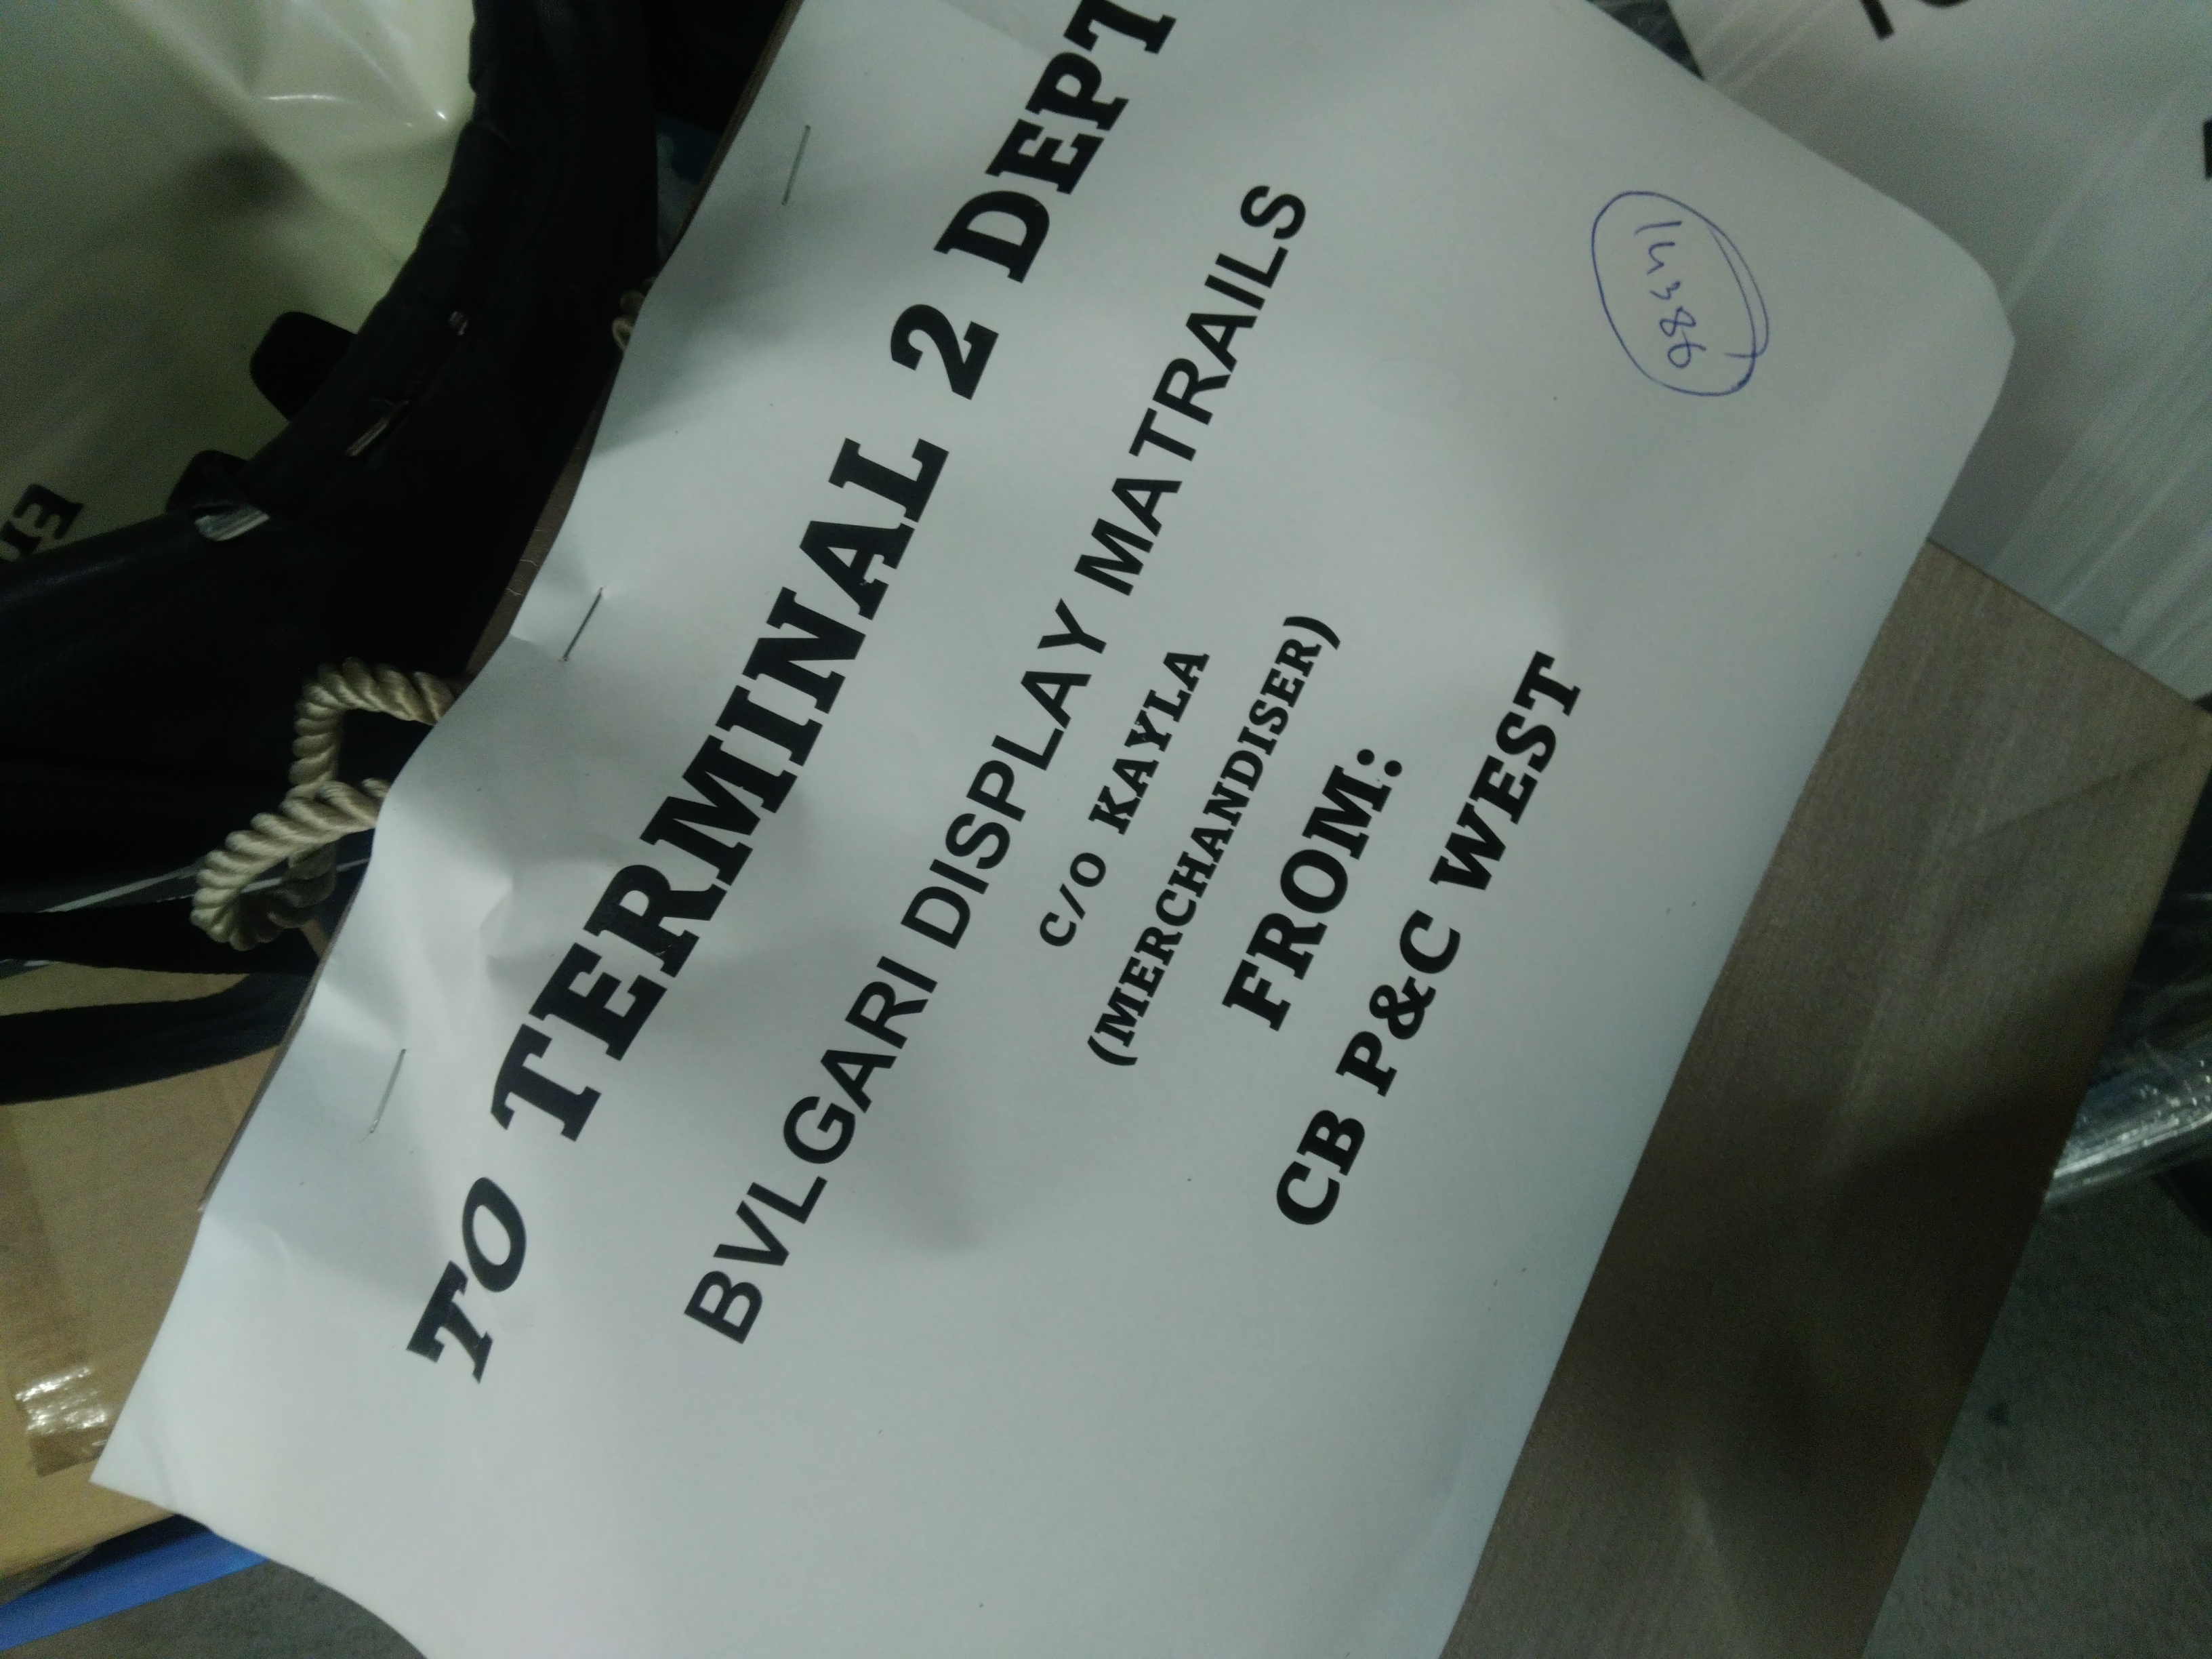 TO TERMINAL 2 DEPT
BVLGARI DISPLAY MATRAILS
C/O KAYLA
(MERCHANDISER)
FROM:
CB P&C WEST